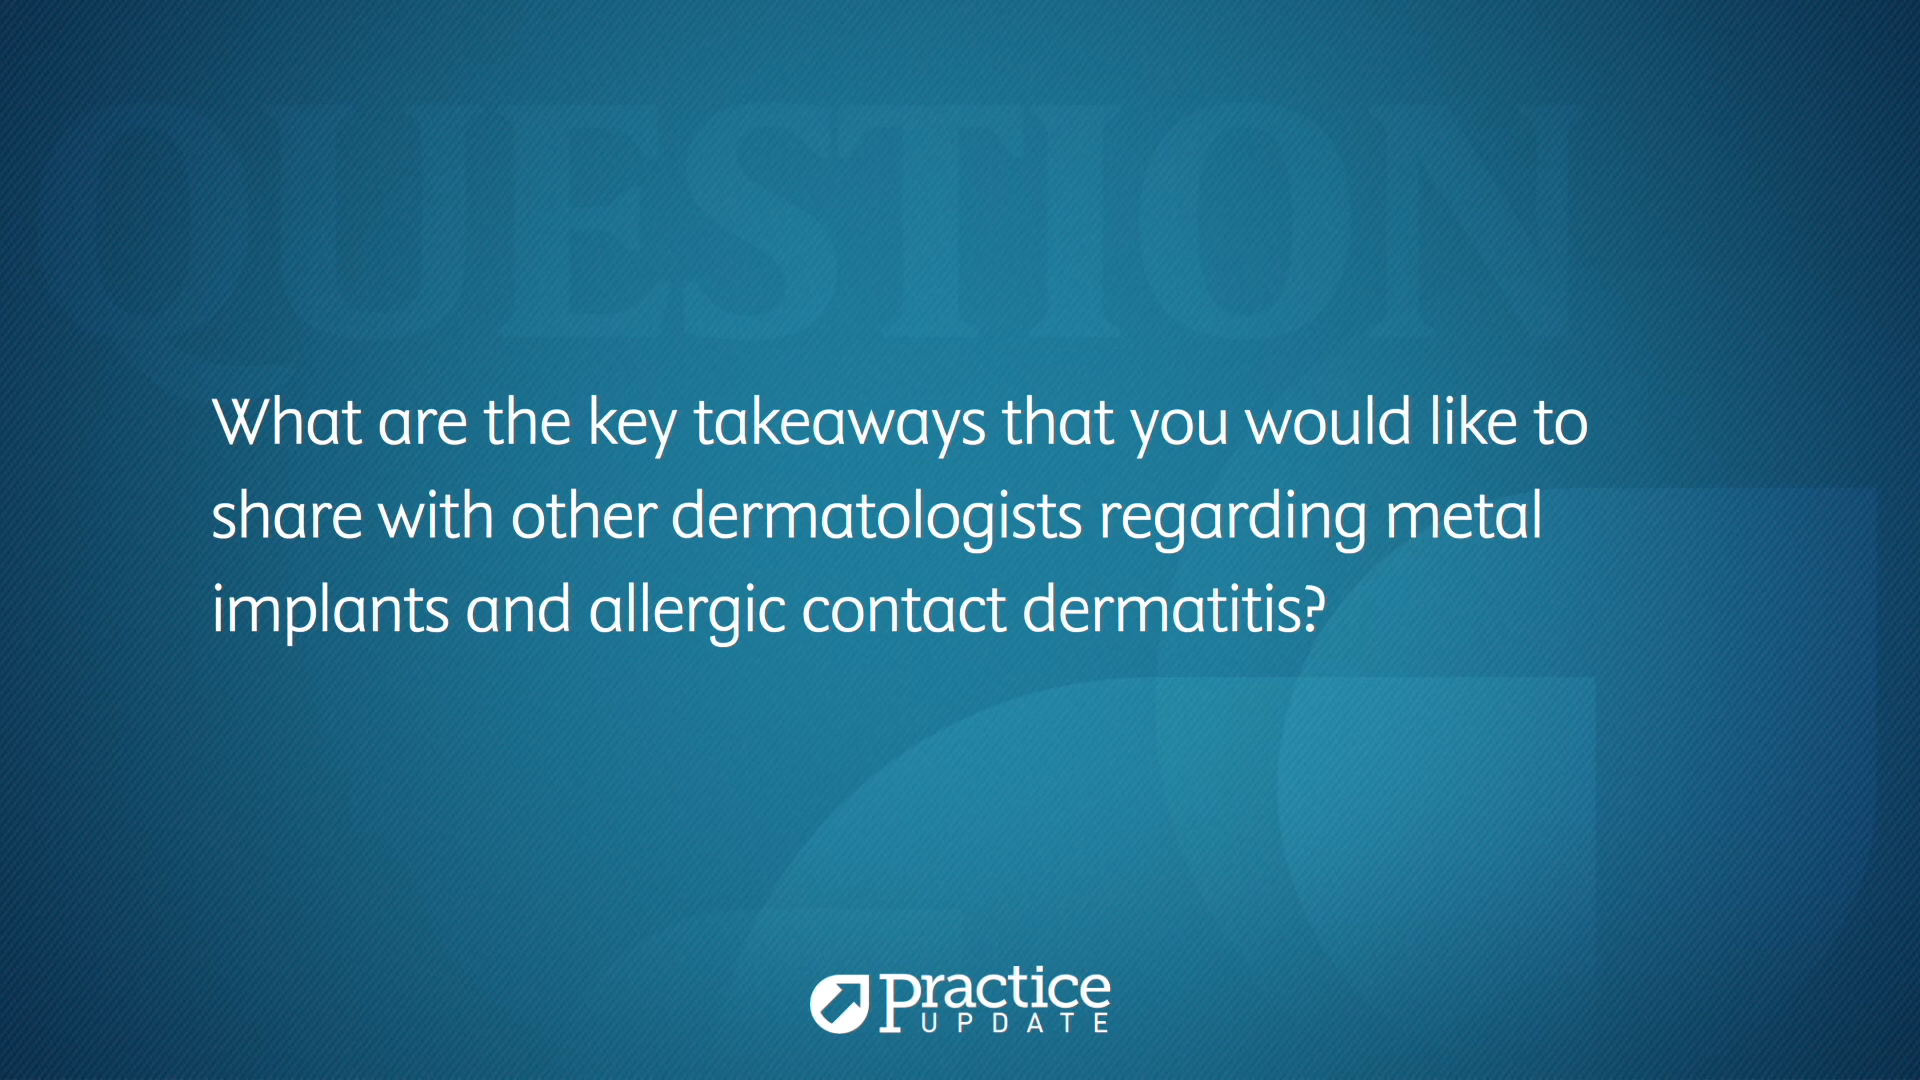 QUESTION
What are the key takeaways that you would like to
share with other dermatologists regarding metal
implants and allergic contact dermatitis?
Practice
UPDATE